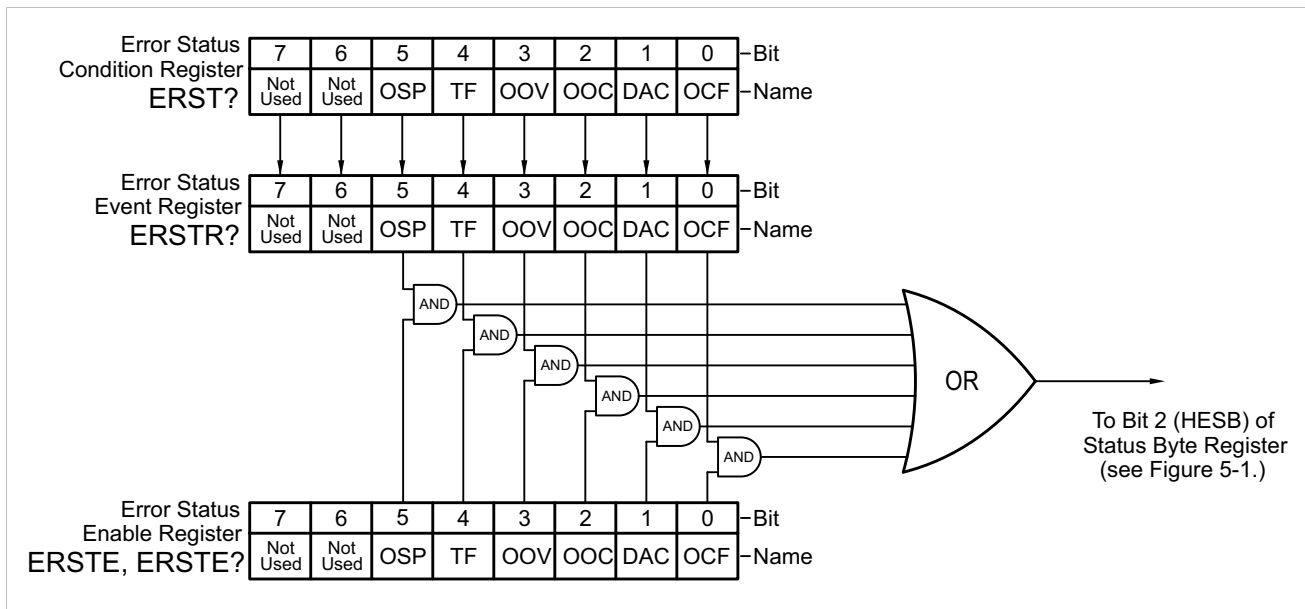 Error Status
Condition Register
ERST?
7 6 5 4 3 2 1 0 –Bit
Not Used Not Used OSP TF OOV OOC DAC OCF –Name
Error Status
Event Register
ERSTR?
7 6 5 4 3 2 1 0 –Bit
Not Used Not Used OSP TF OOV OOC DAC OCF –Name
AND
AND
AND
AND
AND
AND
OR
To Bit 2 (HESB) of
Status Byte Register
(see Figure 5-1.)
Error Status
Enable Register
ERSTE, ERSTE?
7 6 5 4 3 2 1 0 –Bit
Not Used Not Used OSP TF OOV OOC DAC OCF –Name